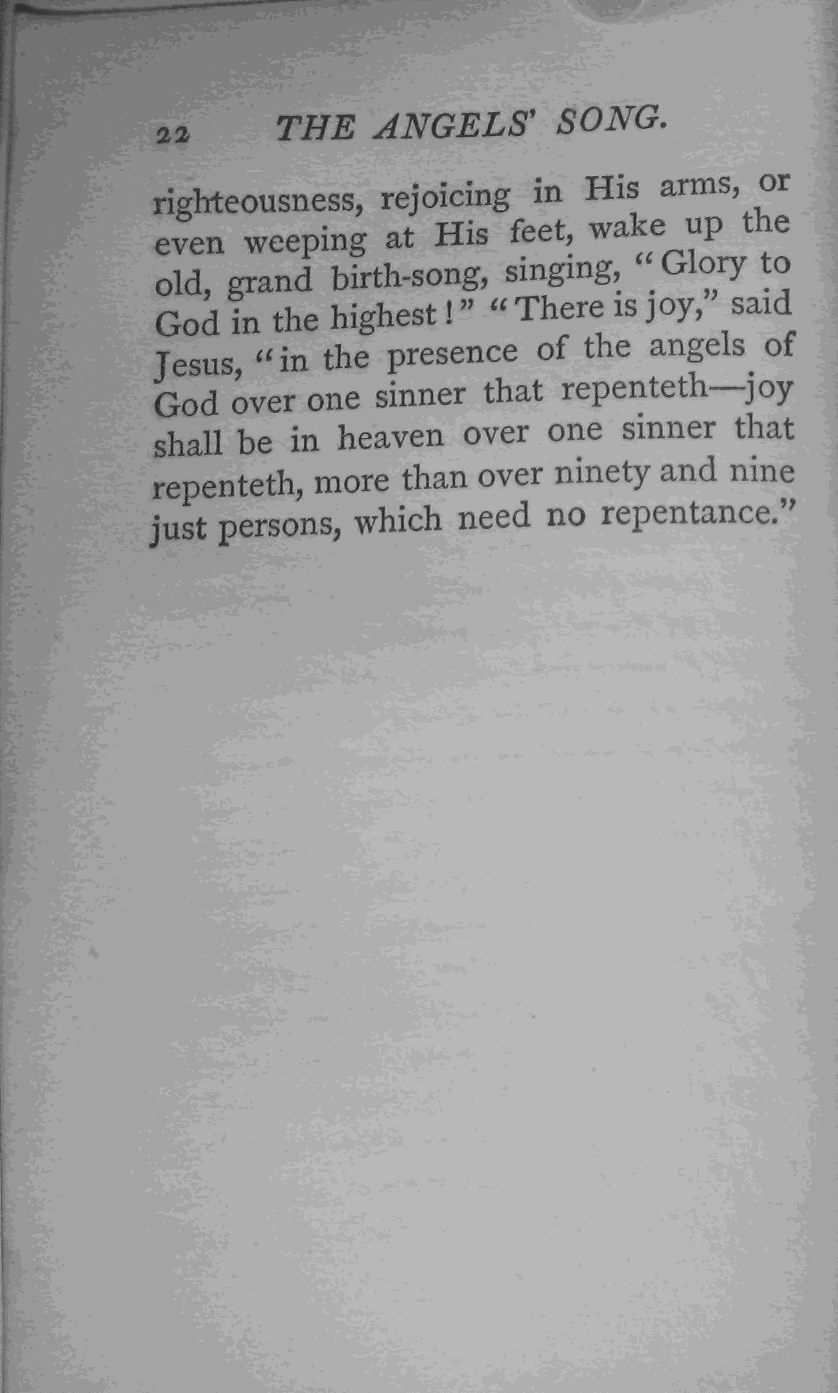 22 THE ANGELS' SONG.
righteousness, rejoicing in His arms, or
even weeping at His feet, wake up the
old, grand birth-song, singing, “Glory to
God in the highest!” “There is joy,” said
Jesus, “in the presence of the angels of
God over one sinner that repenteth—joy
shall be in heaven over one sinner that
repenteth, more than over ninety and nine
just persons, which need no repentance.”